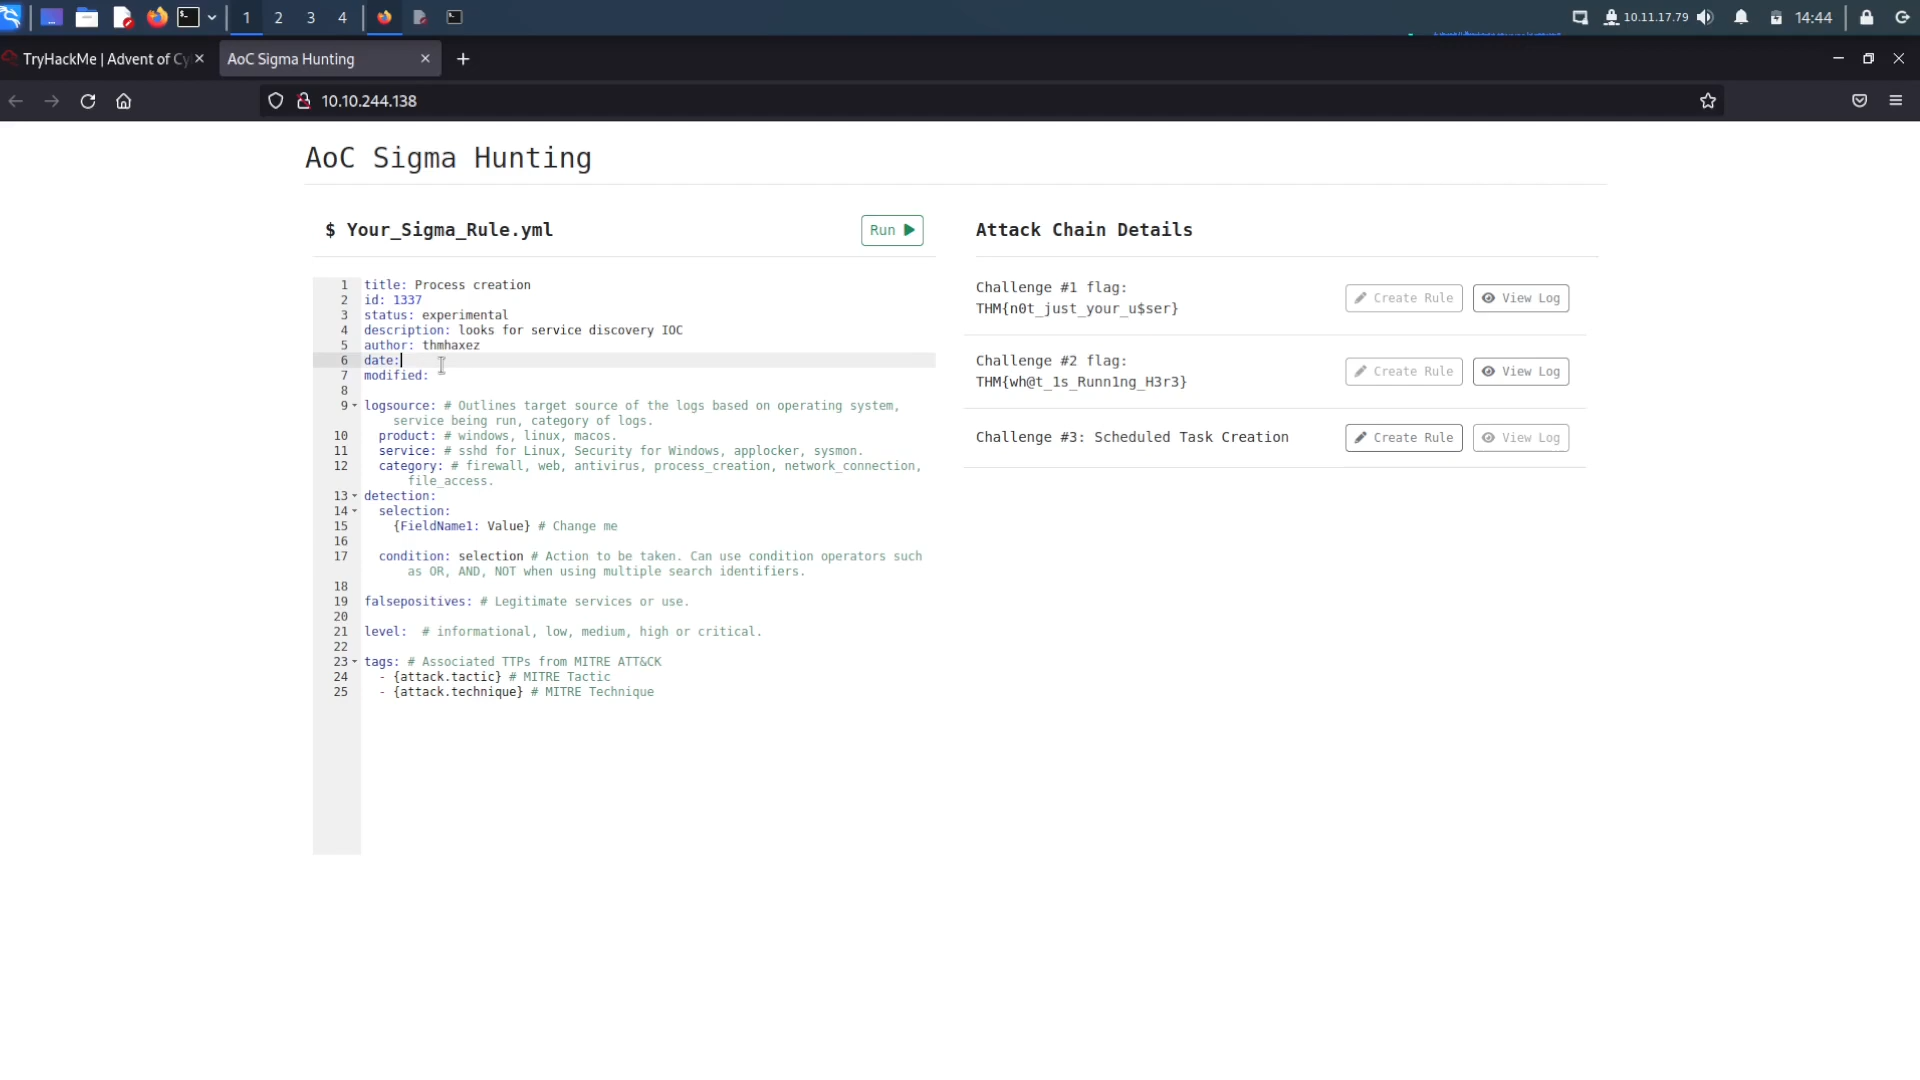 1 2 3 4 10.11.17.79 14:44
TryHackMe | Advent of Cy
AoC Sigma Hunting
10.10.244.138
AoC Sigma Hunting
$ Your_Sigma_Rule.yml
Run
1 title: Process creation
2 id: 1337
3 status: experimental
4 description: looks for service discovery IOC
5 author: thmhaxez
6 date:
7 modified:
8
9 logsource: # Outlines target source of the logs based on operating system,
service being run, category of logs.
10 product: # windows, linux, macos.
11 service: # sshd for Linux, Security for Windows, applocker, sysmon.
12 category: # firewall, web, antivirus, process_creation, network_connection,
file_access.
13 detection:
14 selection:
15 {FieldName1: Value} # Change me
16
17 condition: selection # Action to be taken. Can use condition operators such
as OR, AND, NOT when using multiple search identifiers.
18
19 falsepositives: # Legitimate services or use.
20
21 level: # informational, low, medium, high or critical.
22
23 tags: # Associated TTPs from MITRE ATT&CK
24 - {attack.tactic} # MITRE Tactic
25 - {attack.technique} # MITRE Technique
Attack Chain Details
Challenge #1 flag:
THM{n0t_just_your_u$ser}
Create Rule
View Log
Challenge #2 flag:
THM{wh@t_1s_Runn1ng_H3r3}
Create Rule
View Log
Challenge #3: Scheduled Task Creation
Create Rule
View Log